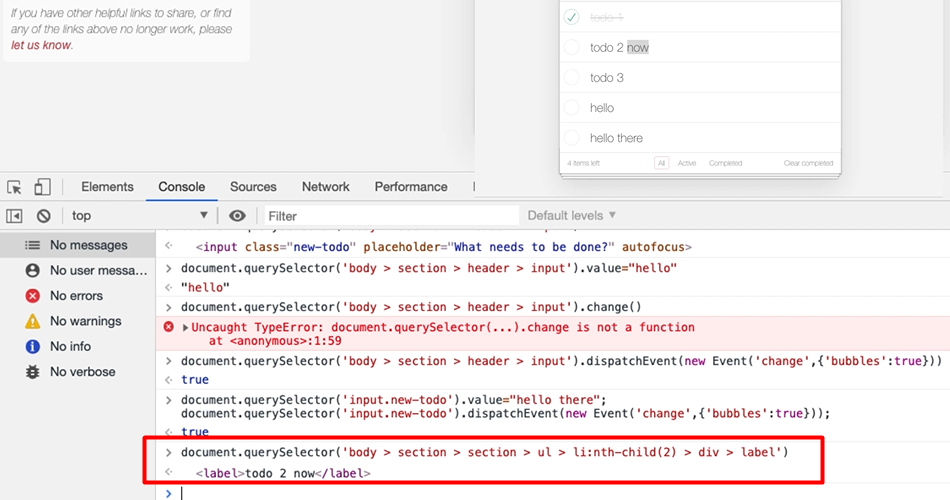 If you have other helpful links to share, or find
any of the links above no longer work, please
let us know.
todo 1
todo 2 now
todo 3
hello
hello there
4 items left All Active Completed Clear completed
Elements Console Sources Network Performance
top ▼ Filter Default levels ▼
No messages
No user messa...
No errors
No warnings
No info
No verbose
<input class="new-todo" placeholder="What needs to be done?" autofocus>
> document.querySelector('body > section > header > input').value="hello"
"hello"
> document.querySelector('body > section > header > input').change()
▶Uncaught TypeError: document.querySelector(...).change is not a function
at <anonymous>:1:59
> document.querySelector('body > section > header > input').dispatchEvent(new Event('change',{'bubbles':true}))
true
> document.querySelector('input.new-todo').value="hello there";
document.querySelector('input.new-todo').dispatchEvent(new Event('change',{'bubbles':true}));
true
> document.querySelector('body > section > section > ul > li:nth-child(2) > div > label')
<label>todo 2 now</label>
>